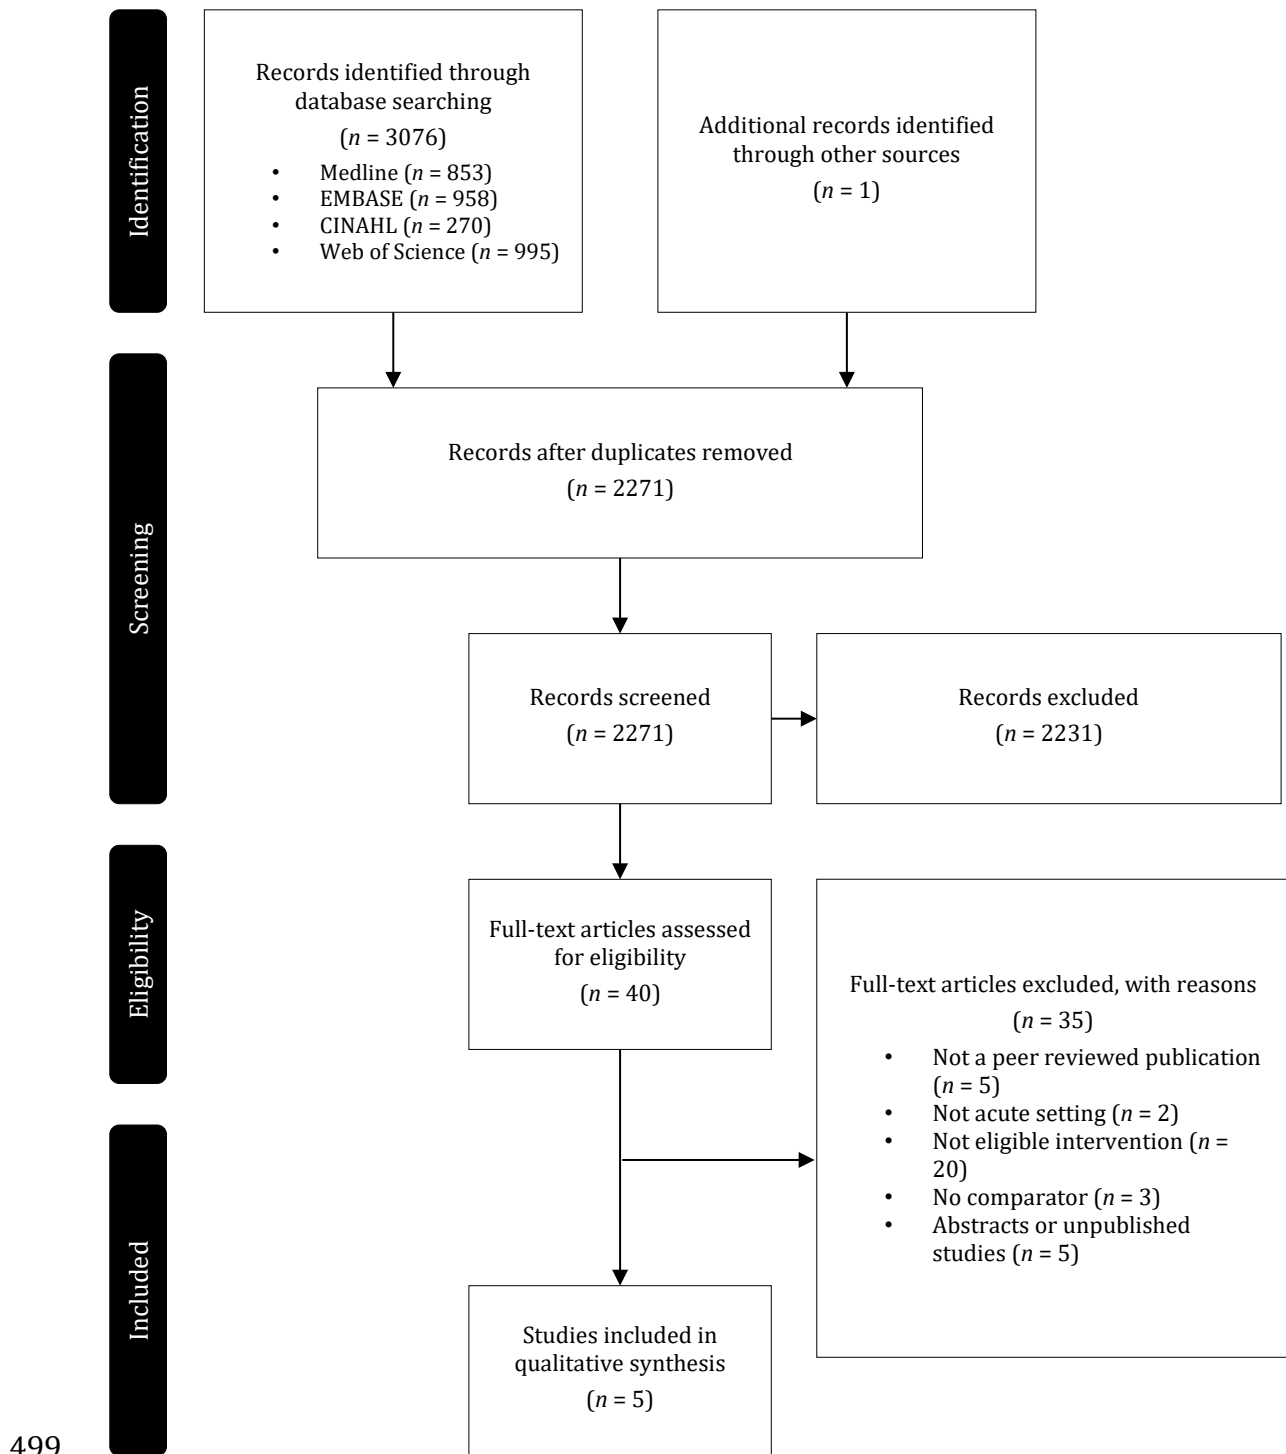 Identification
Records identified through
database searching
(n = 3076)
• Medline (n = 853)
• EMBASE (n = 958)
• CINAHL (n = 270)
• Web of Science (n = 995)
Additional records identified
through other sources
(n = 1)
Screening
Records after duplicates removed
(n = 2271)
Records screened
(n = 2271)
Records excluded
(n = 2231)
Eligibility
Full-text articles assessed
for eligibility
(n = 40)
Full-text articles excluded, with reasons
(n = 35)
• Not a peer reviewed publication
(n = 5)
• Not acute setting (n = 2)
• Not eligible intervention (n =
20)
• No comparator (n = 3)
• Abstracts or unpublished
studies (n = 5)
Included
Studies included in
qualitative synthesis
(n = 5)
499